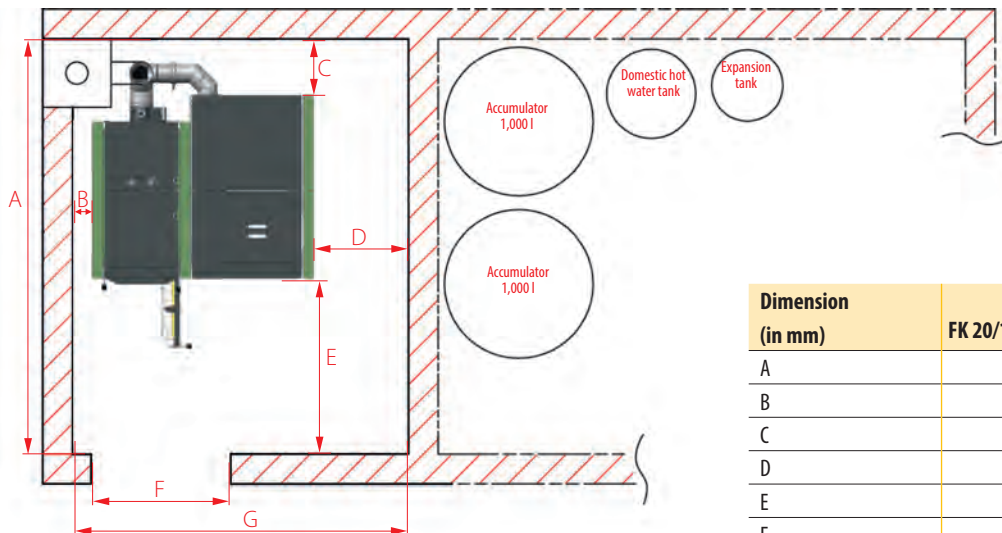 A
B
C
D
E
F
G
Accumulator
1,000 l
Domestic hot
water tank
Expansion
tank
Accumulator
1,000 l
Dimension
(in mm)
A
B
C
D
E